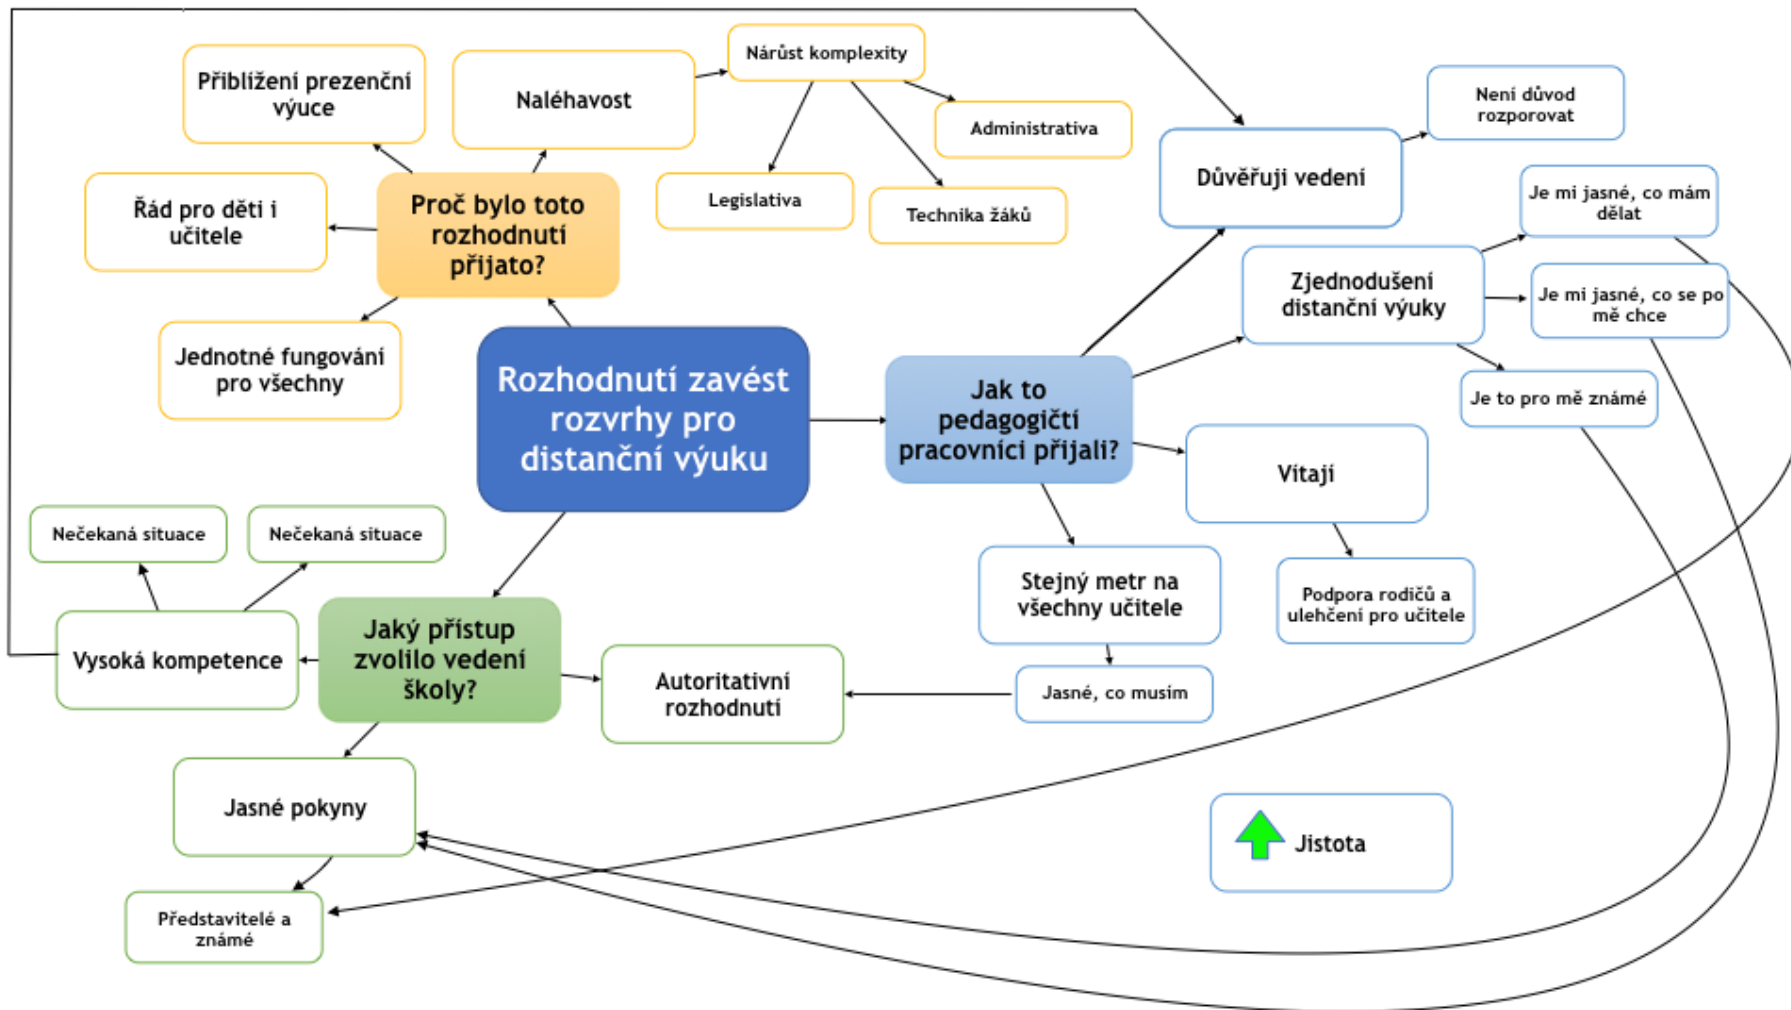 Nárůst komplexity
Přiblížení prezenční
výuce
Naléhavost
Administrativa
Není důvod
rozporovat
Důvěřuji vedení
Legislativa
Technika žáků
Řád pro děti i
učitele
Proč bylo toto
rozhodnutí
přijato?
Je mi jasné, co mám
dělat
Zjednodušení
distanční výuky
Je mi jasné, co se po
mě chce
Jednotné fungování
pro všechny
Rozhodnutí zavést
rozvrhy pro
distanční výuku
Jak to
pedagogičtí
pracovníci přijali?
Je to pro mě známé
Vítají
Nečekaná situace
Nečekaná situace
Stejný metr na
všechny učitele
Podpora rodičů a
ulehčení pro učitele
Vysoká kompetence
Jaký přístup
zvolilo vedení
školy?
Autoritativní
rozhodnutí
Jasné, co musím
Jasné pokyny
Jistota
Představitelé a
známé